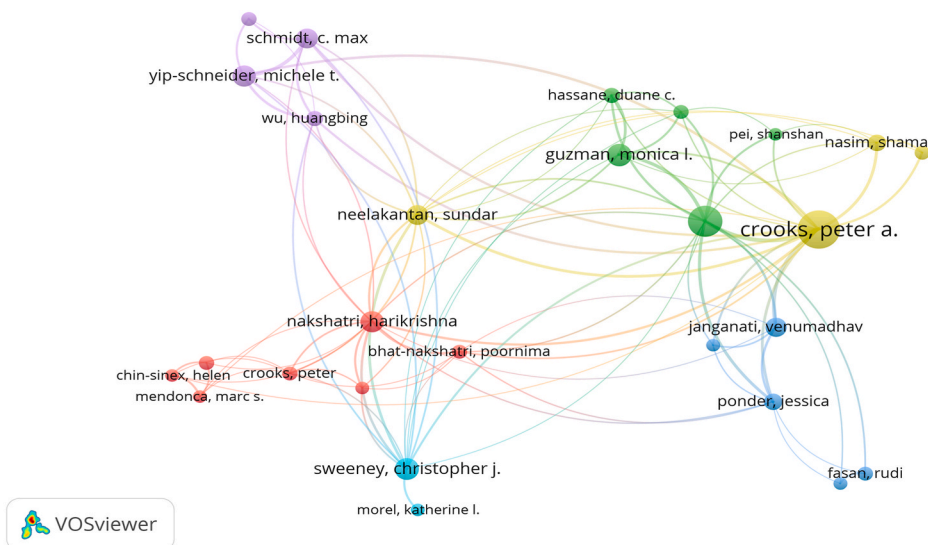 schmidt, c. max
yip-schneider, michele t.
wu, huangbing
hassane, duane c.
pei, shanshan
nasim, shama
guzman, monica l.
neelakantan, sundar
crooks, peter a.
nakshatri, harikrishna
janganati, venumadhav
bhat-nakshatri, poornima
chin-sinex, helen
crooks, peter
mendonca, marc s.
ponder, jessica
sweeney, christopher j.
fasan, rudi
morel, katherine l.
VOSviewer